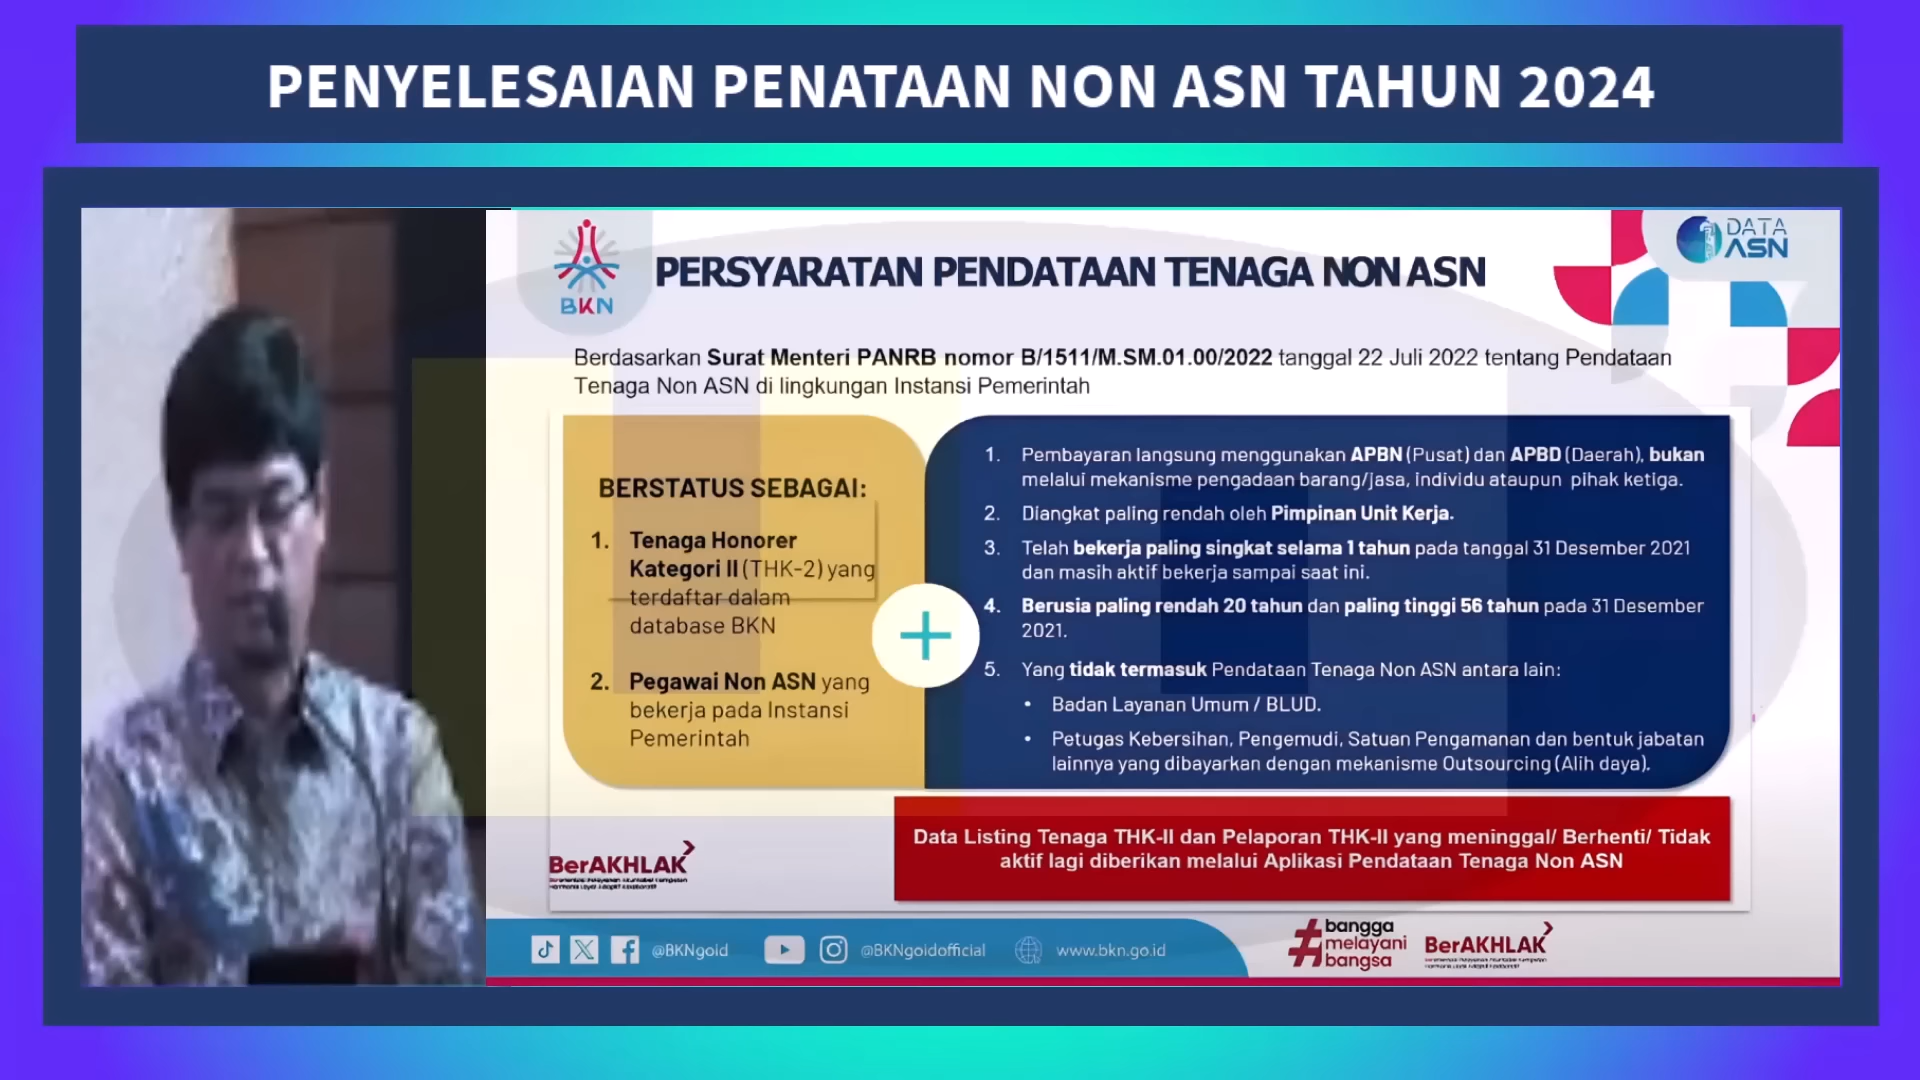 PENYELESAIAN PENATAAN NON ASN TAHUN 2024
BKN
PERSYARATAN PENDATAAN TENAGA NON ASN
DATA
ASN
Berdasarkan Surat Menteri PANRB nomor B/1511/M.SM.01.00/2022 tanggal 22 Juli 2022 tentang Pendataan
Tenaga Non ASN di lingkungan Instansi Pemerintah
BERSTATUS SEBAGAI:
1. Tenaga Honorer
Kategori II (THK-2) yang
terdaftar dalam
database BKN
2. Pegawai Non ASN yang
bekerja pada Instansi
Pemerintah
1. Pembayaran langsung menggunakan APBN (Pusat) dan APBD (Daerah), bukan
melalui mekanisme pengadaan barang/jasa, individu ataupun pihak ketiga.
2. Diangkat paling rendah oleh Pimpinan Unit Kerja.
3. Telah bekerja paling singkat selama 1 tahun pada tanggal 31 Desember 2021
dan masih aktif bekerja sampai saat ini.
4. Berusia paling rendah 20 tahun dan paling tinggi 56 tahun pada 31 Desember
2021.
5. Yang tidak termasuk Pendataan Tenaga Non ASN antara lain:
• Badan Layanan Umum / BLUD.
• Petugas Kebersihan, Pengemudi, Satuan Pengamanan dan bentuk jabatan
lainnya yang dibayarkan dengan mekanisme Outsourcing (Alih daya).
Data Listing Tenaga THK-II dan Pelaporan THK-II yang meninggal/ Berhenti/ Tidak
aktif lagi diberikan melalui Aplikasi Pendataan Tenaga Non ASN
BerAKHLAK
@BKNgoid @BKNgoidofficial www.bkn.go.id
#bangga
melayani
bangsa
BerAKHLAK